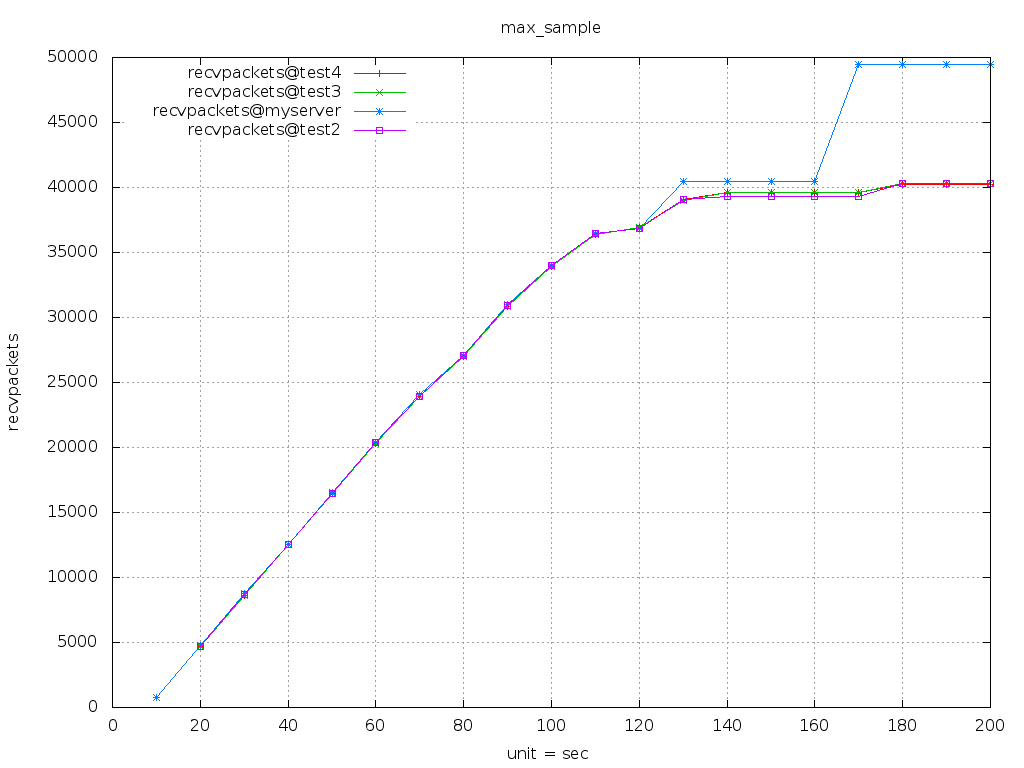 max_sample
50000
recvpackets@test4
recvpackets@test3
recvpackets@myserver
recvpackets@test2
45000
40000
35000
30000
25000
20000
15000
10000
5000
0
recvpackets
0 20 40 60 80 100 120 140 160 180 200
unit = sec